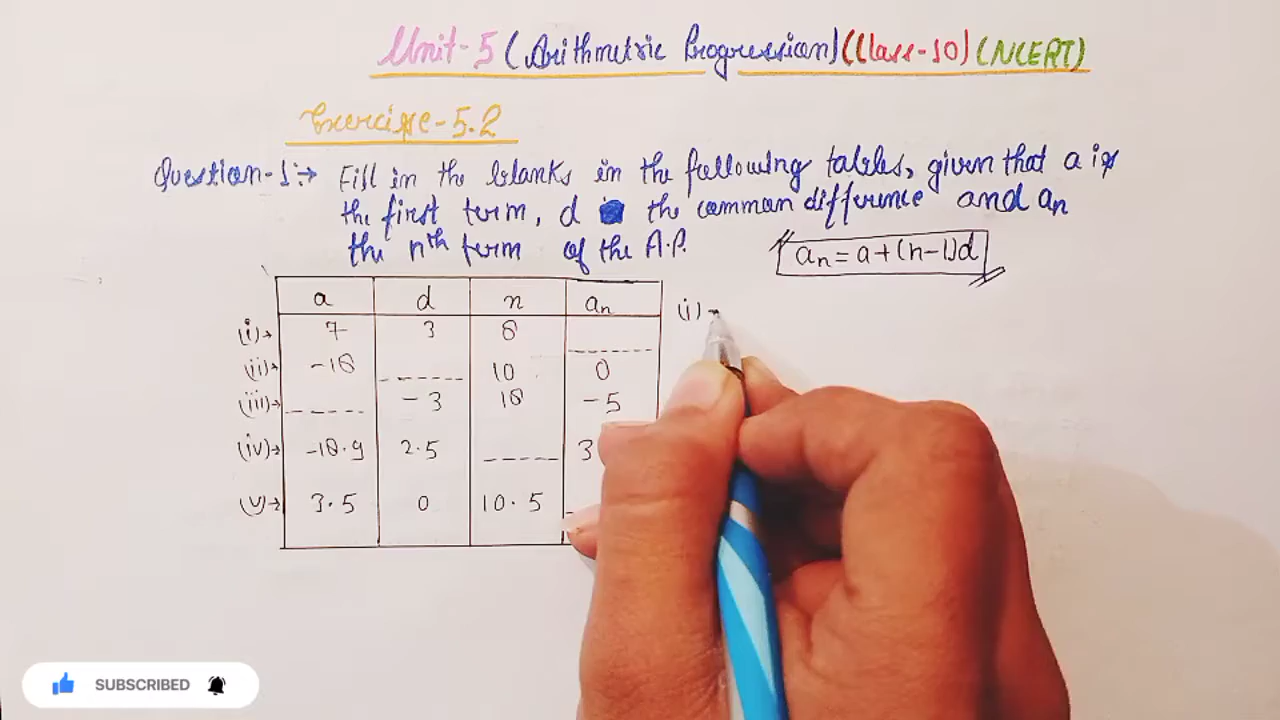 Unit-5 (Arithmetric Progression) (Class-10) (NCERT)
Exercise-5.2
Question-1:→ Fill in the blanks in the following tables, given that a is
the first term, d the common difference and an
the nth term of the A.P.
an = a+(n-1)d
a d n an
(i)→ 7 3 8 ------
(ii)→ -18 ------ 10 0
(iii)→ ------ -3 18 -5
(iv)→ -18.9 2.5 ------ 3
(v)→ 3.5 0 10.5
(i)→
SUBSCRIBED